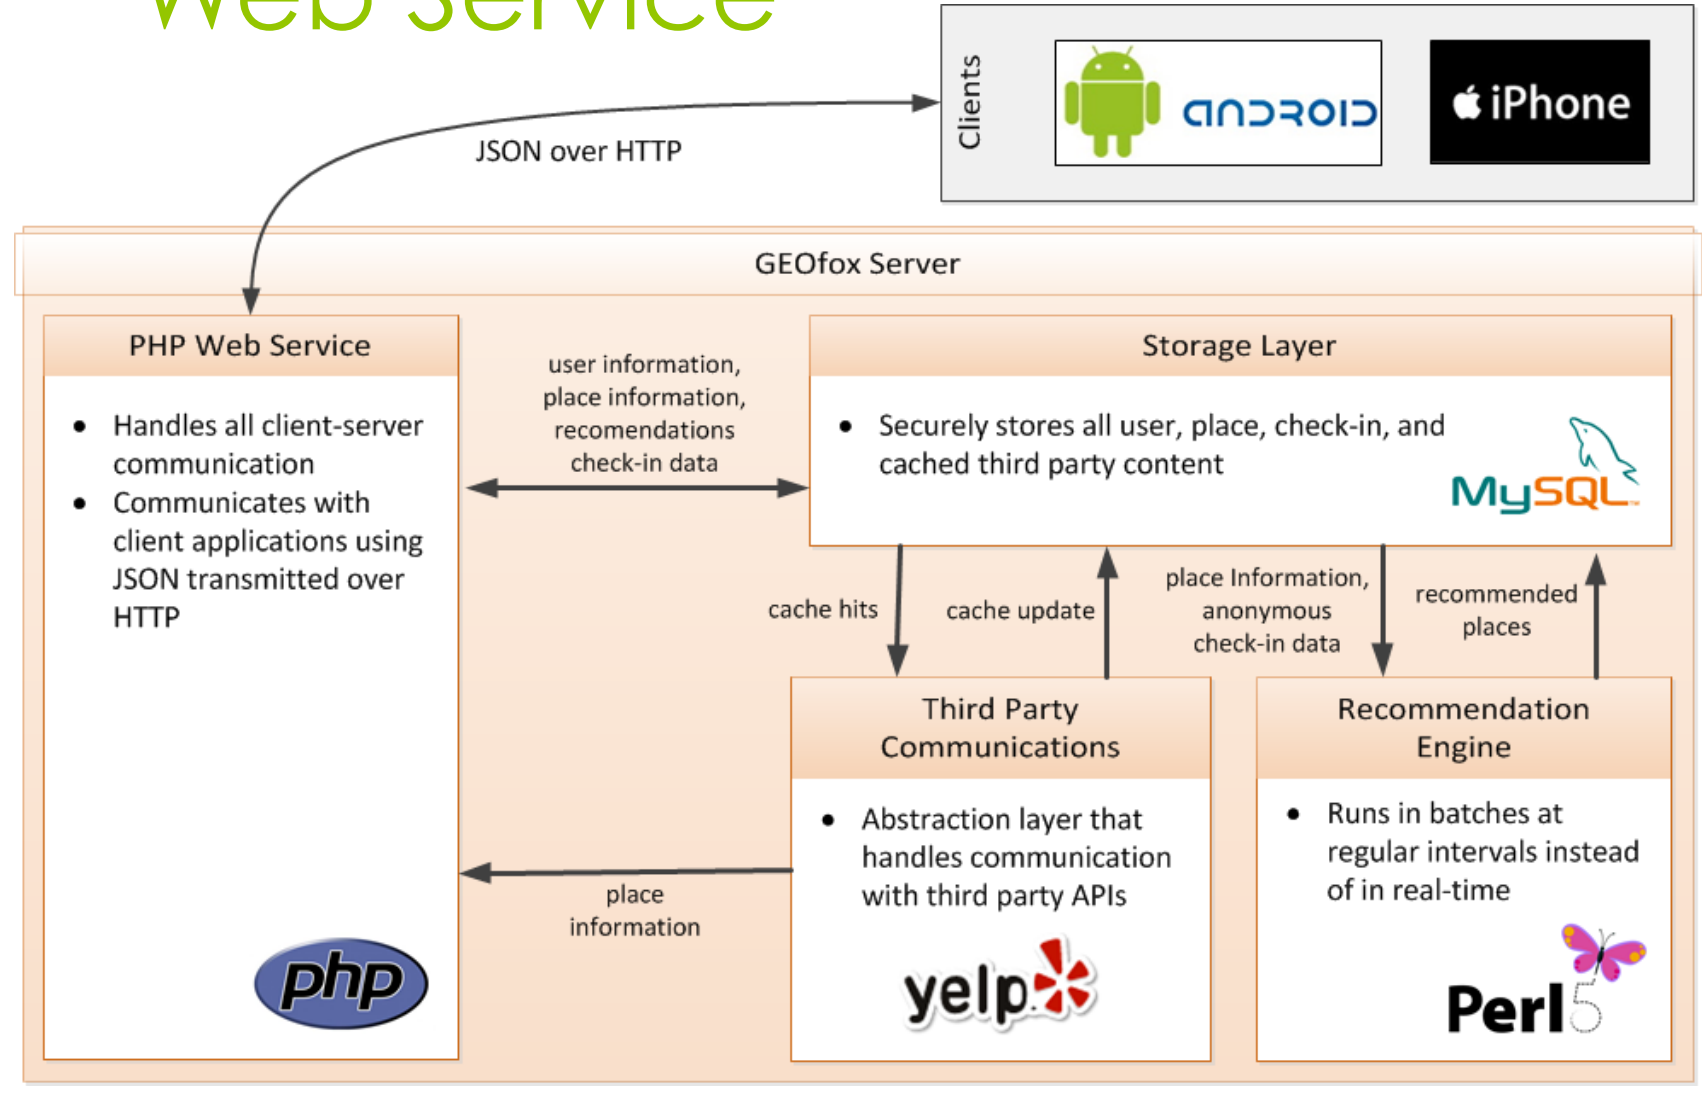 Web Service
Clients
ANDROID
iPhone
JSON over HTTP
GEOfox Server
PHP Web Service
• Handles all client-server
communication
• Communicates with
client applications using
JSON transmitted over
HTTP
php
user information,
place information,
recomendations
check-in data
Storage Layer
• Securely stores all user, place, check-in, and
cached third party content
MySQL
cache hits
cache update
place Information,
anonymous
check-in data
recommended
places
Third Party
Communications
• Abstraction layer that
handles communication
with third party APIs
yelp
place
information
Recommendation
Engine
• Runs in batches at
regular intervals instead
of in real-time
Perl 5